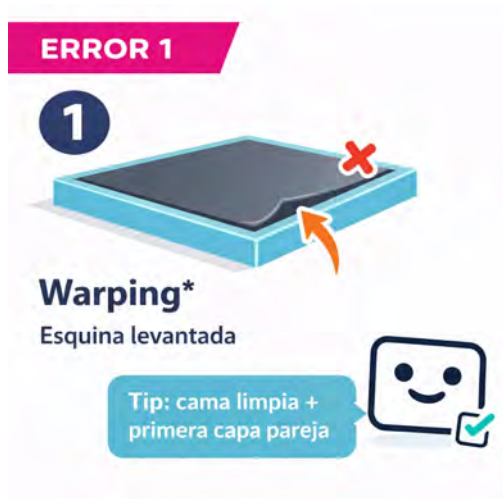 ERROR 1
1
Warping*
Esquina levantada
Tip: cama limpia +
primera capa pareja